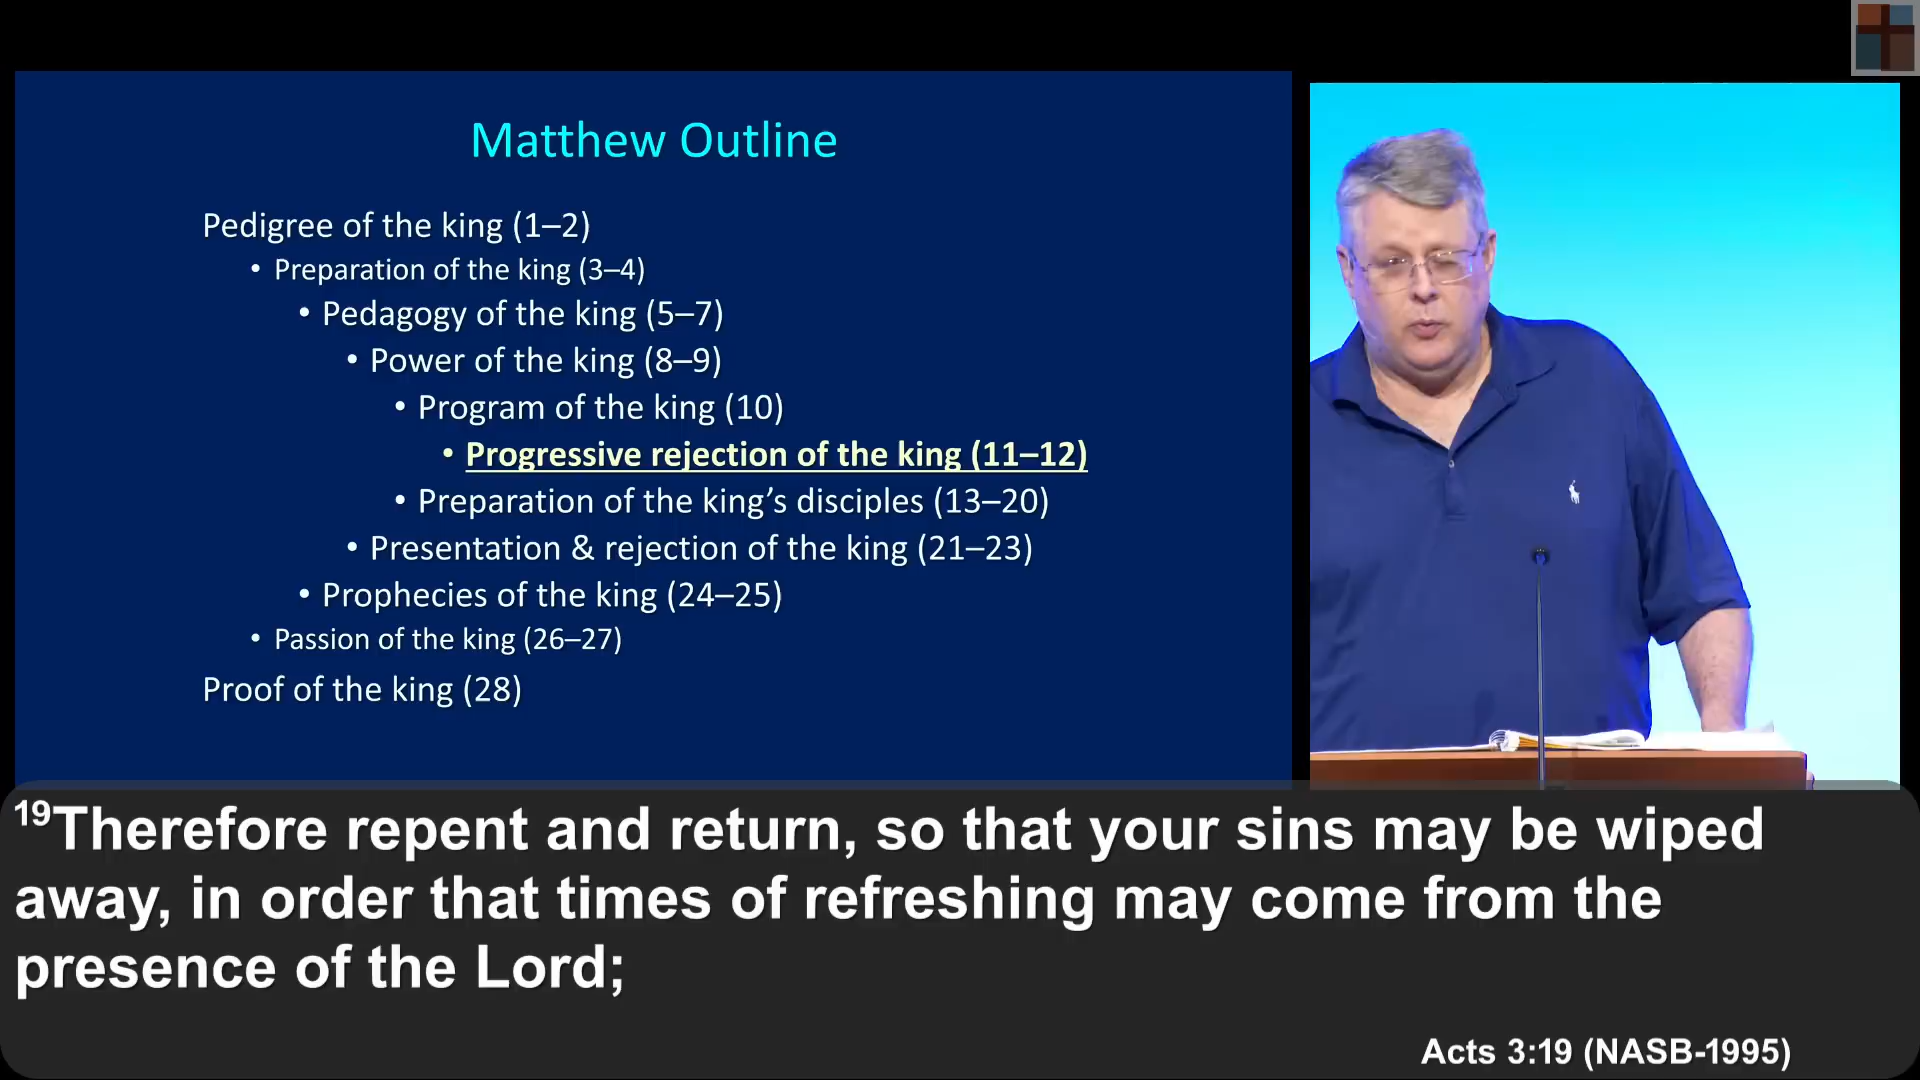 Matthew Outline
Pedigree of the king (1–2)
• Preparation of the king (3–4)
• Pedagogy of the king (5–7)
• Power of the king (8–9)
• Program of the king (10)
• Progressive rejection of the king (11–12)
• Preparation of the king’s disciples (13–20)
• Presentation & rejection of the king (21–23)
• Prophecies of the king (24–25)
• Passion of the king (26–27)
Proof of the king (28)
19Therefore repent and return, so that your sins may be wiped
away, in order that times of refreshing may come from the
presence of the Lord;
Acts 3:19 (NASB-1995)